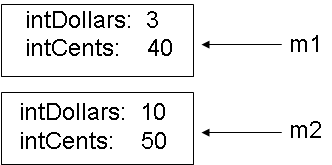 intDollars: 3
intCents: 40
m1
intDollars: 10
intCents: 50
m2